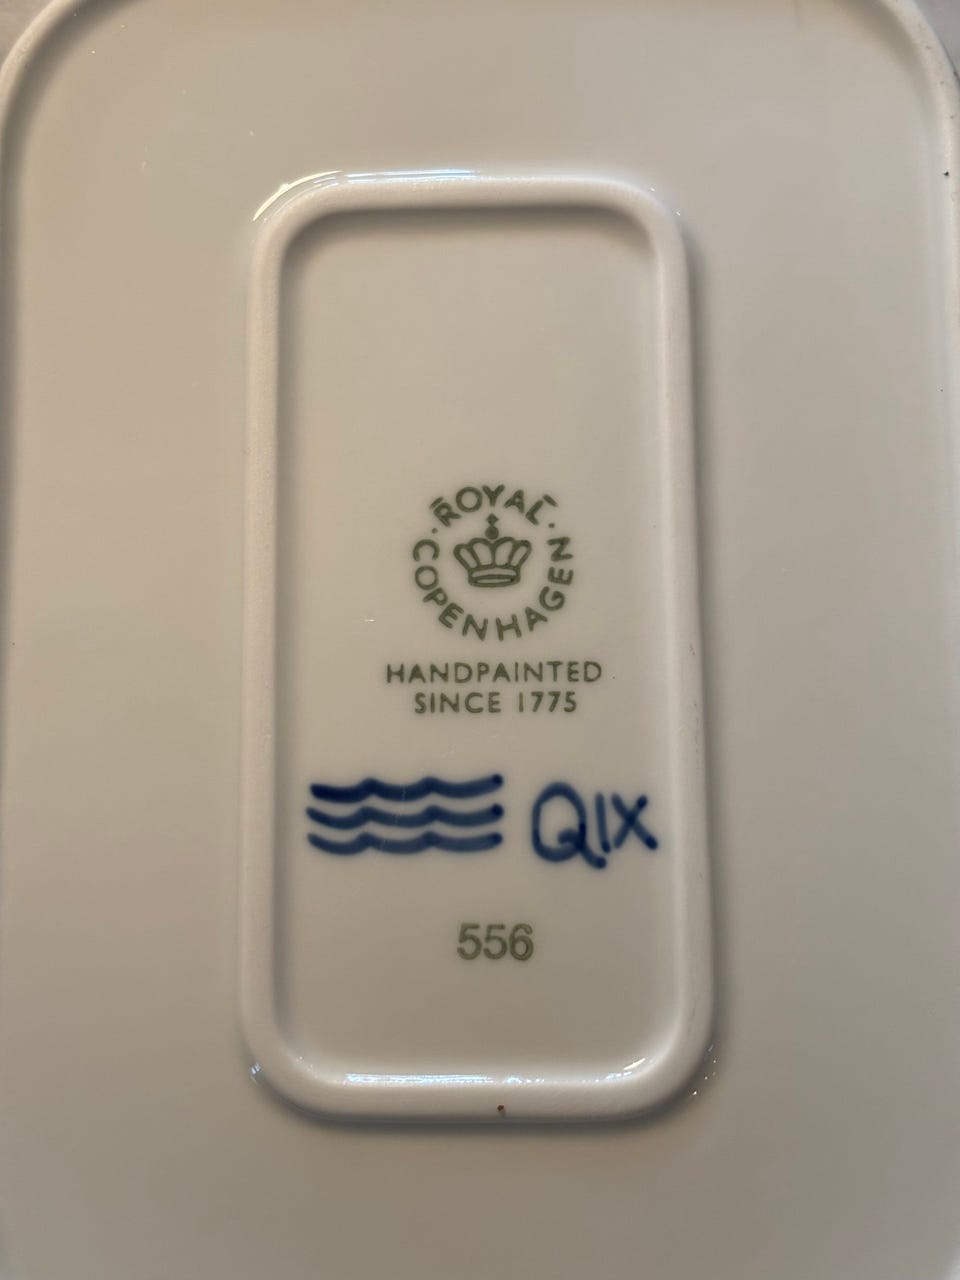 ROYAL
COPENHAGEN
HANDPAINTED
SINCE 1775
QIX
556